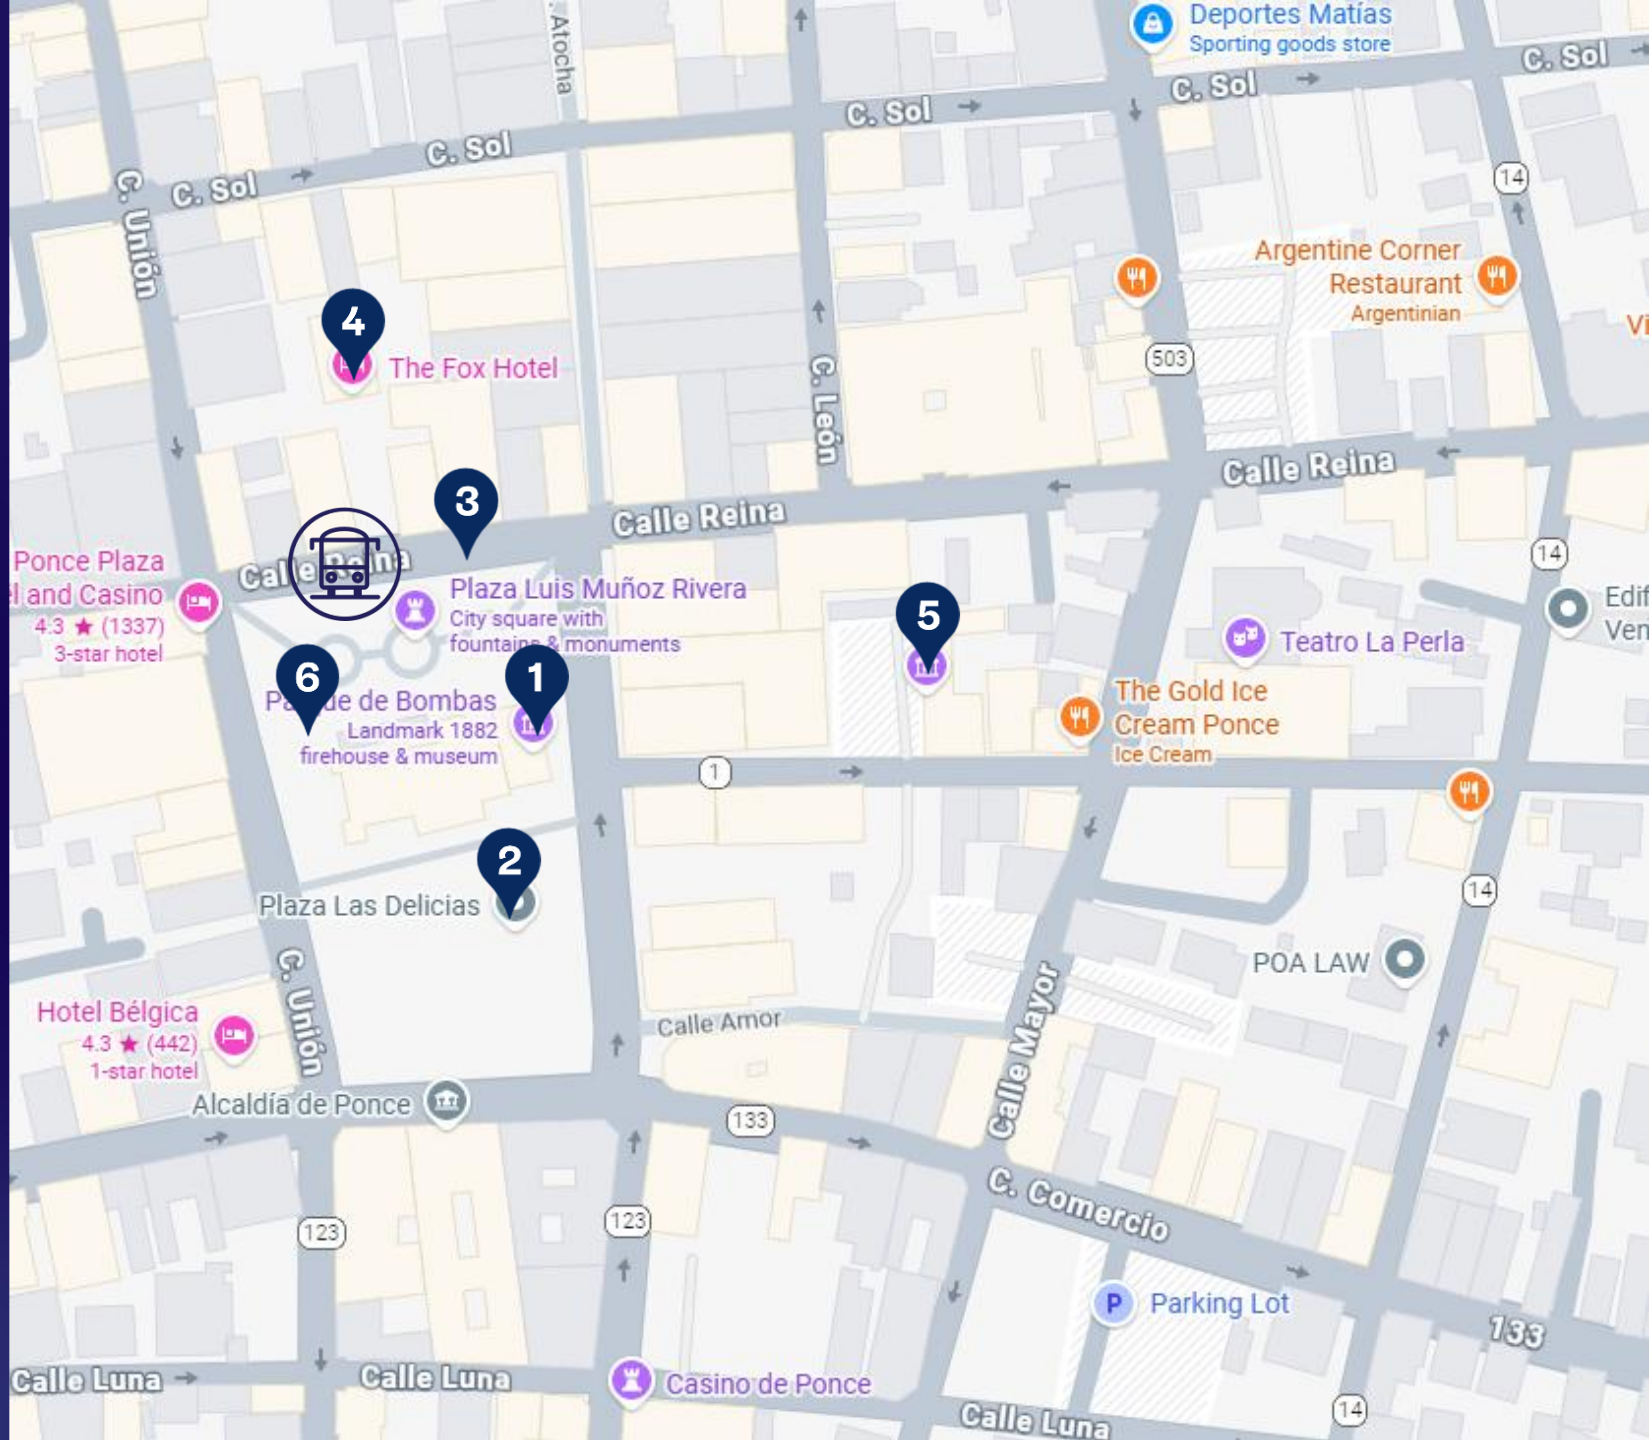 Deportes Matías
Sporting goods store
. Atocha
C. Sol
C. Sol
C. Sol
C. Sol
C. Sol
C. Unión
14
Argentine Corner
Restaurant
Argentinian
4
The Fox Hotel
503
C. León
Calle Reina
3
Calle Reina
Calle Reina
14
Ponce Plaza
el and Casino
4.3 ★ (1337)
3-star hotel
Plaza Luis Muñoz Rivera
City square with
fountains & monuments
5
Teatro La Perla
6
1
Parque de Bombas
Landmark 1882
firehouse & museum
The Gold Ice
Cream Ponce
Ice Cream
1
2
Plaza Las Delicias
14
POA LAW
C. Unión
Hotel Bélgica
4.3 ★ (442)
1-star hotel
Calle Amor
Calle Mayor
Alcaldía de Ponce
133
C. Comercio
123
123
P
Parking Lot
133
Calle Luna
Calle Luna
Casino de Ponce
Calle Luna
14